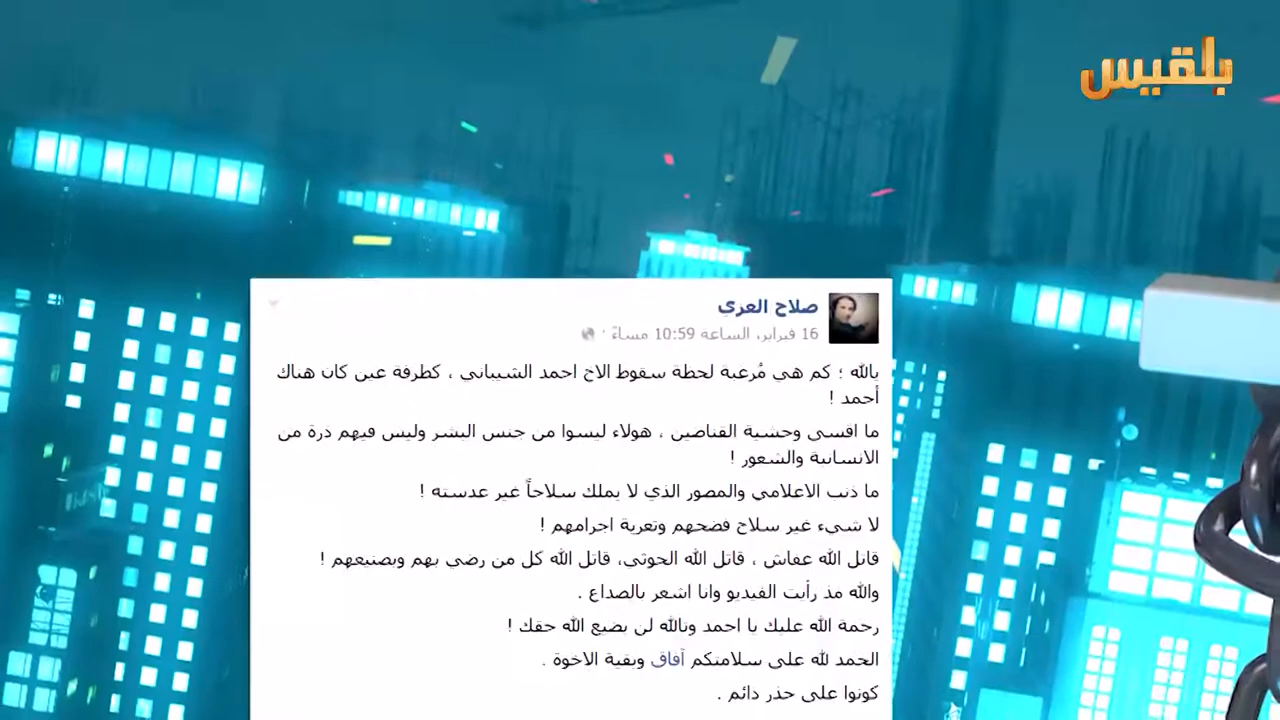 بلقيس
صلاح العزي
16 فبراير، الساعة 10:59 مساءً ·
يالله ؛ كم هي مُرعبة لحظة سقوط الاخ احمد الشيباني ، كطرفة عين كان هناك
أحمد !
ما اقسى وحشية القناصين ، هولاء ليسوا من جنس البشر وليس فيهم ذرة من
الانسانية والشعور !
ما ذنب الاعلامي والمصور الذي لا يملك سلاحاً غير عدسته !
لا شيء غير سلاح فضحهم وتعرية اجرامهم !
قاتل الله عفاش ، قاتل الله الحوثي، قاتل الله كل من رضي بهم وبصنيعهم !
والله مذ رأيت الفيديو وانا اشعر بالصداع .
رحمة الله عليك يا احمد وتالله لن يضيع الله حقك !
الحمد لله على سلامتكم آفاق وبقية الاخوة .
كونوا على حذر دائم .